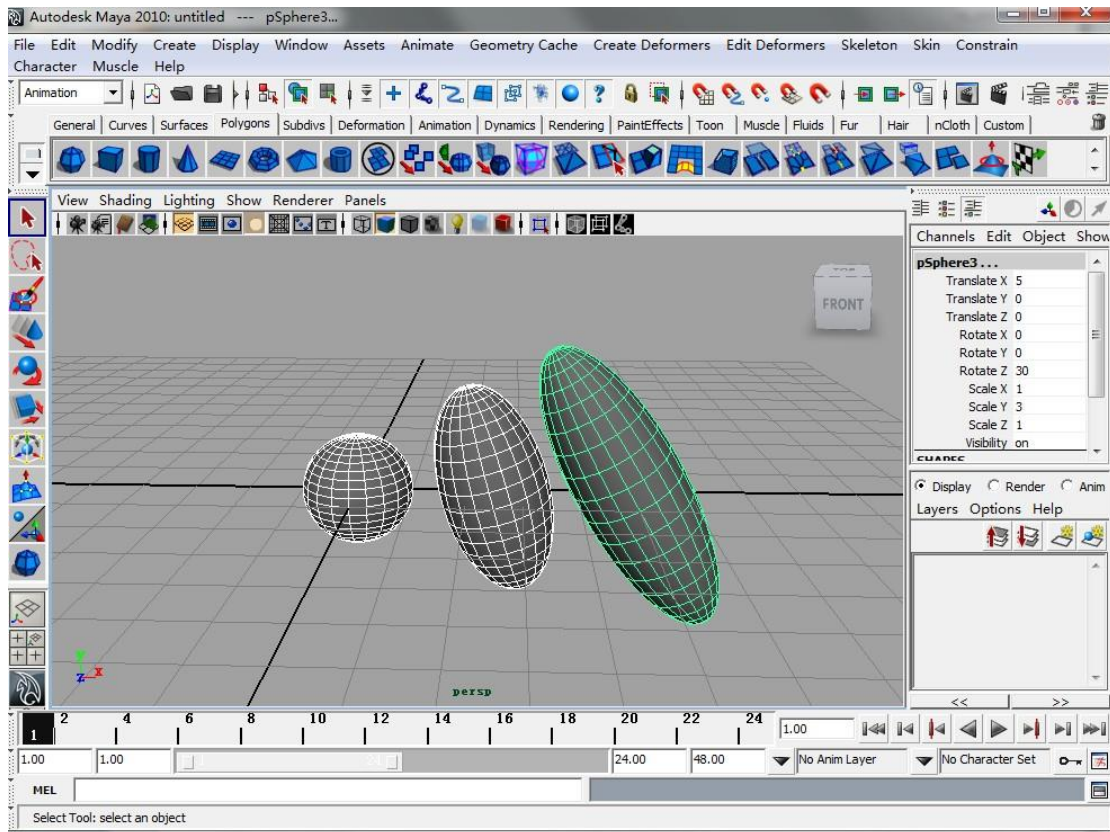 Autodesk Maya 2010: untitled --- pSphere3...
File Edit Modify Create Display Window Assets Animate Geometry Cache Create Deformers Edit Deformers Skeleton Skin Constrain
Character Muscle Help
Animation
General Curves Surfaces Polygons Subdivs Deformation Animation Dynamics Rendering PaintEffects Toon Muscle Fluids Fur Hair nCloth Custom
View Shading Lighting Show Renderer Panels
Channels Edit Object Show
pSphere3...
Translate X 5
Translate Y 0
Translate Z 0
Rotate X 0
Rotate Y 0
Rotate Z 30
Scale X 1
Scale Y 3
Scale Z 1
Visibility on
SHAPES
TOP
FRONT
Display Render Anim
Layers Options Help
y
z x
persp
<< >>
1 2 4 6 8 10 12 14 16 18 20 22 24 1.00
1.00 1.00 1 24 24.00 48.00 No Anim Layer No Character Set
MEL
Select Tool: select an object